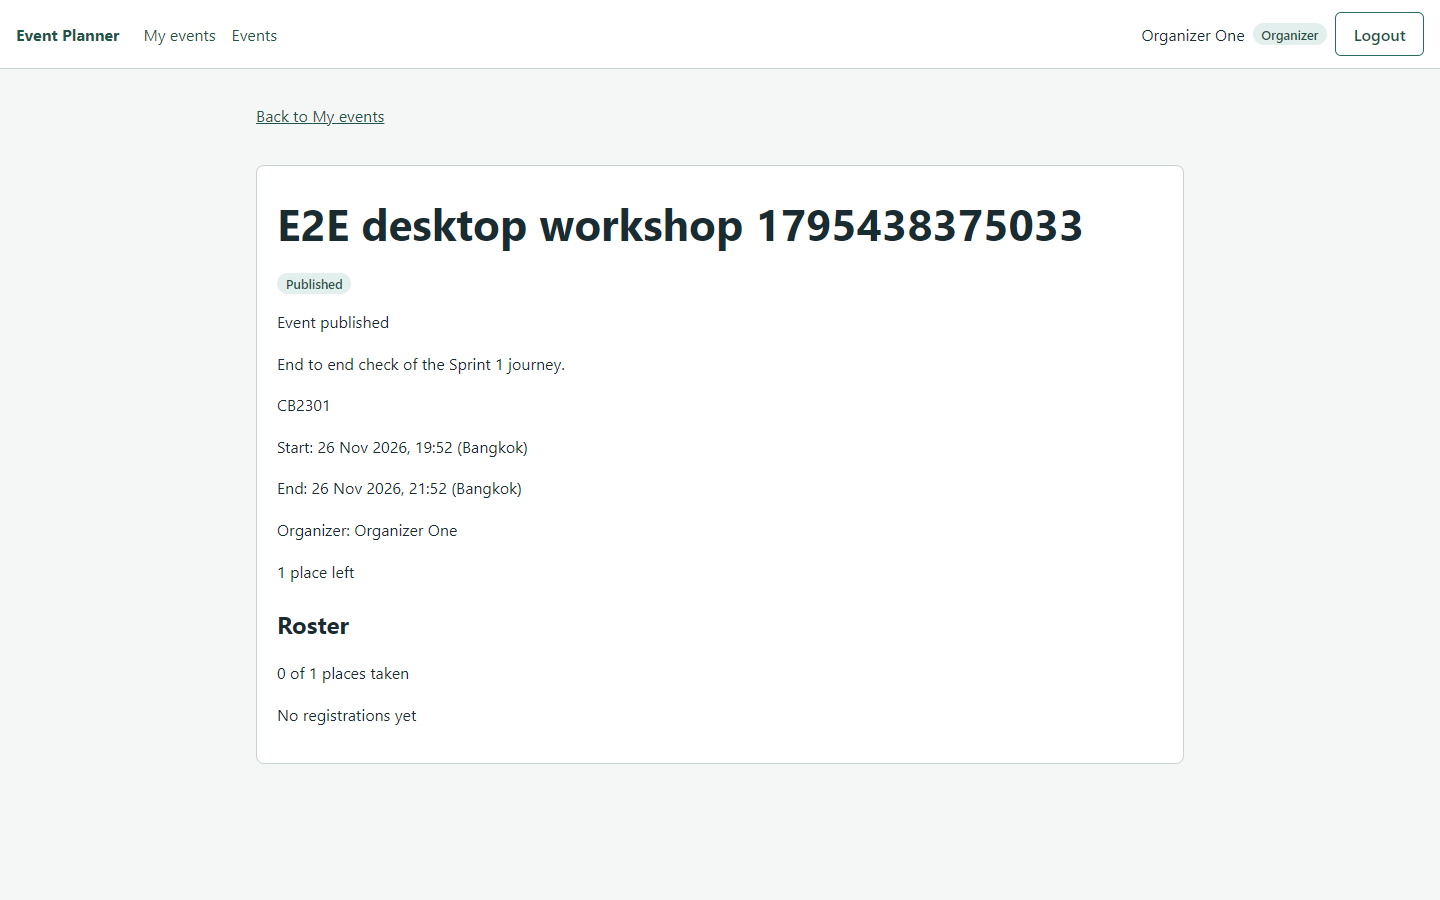 Event Planner My events Events Organizer One Organizer Logout
Back to My events
E2E desktop workshop 1795438375033
Published
Event published
End to end check of the Sprint 1 journey.
CB2301
Start: 26 Nov 2026, 19:52 (Bangkok)
End: 26 Nov 2026, 21:52 (Bangkok)
Organizer: Organizer One
1 place left
Roster
0 of 1 places taken
No registrations yet